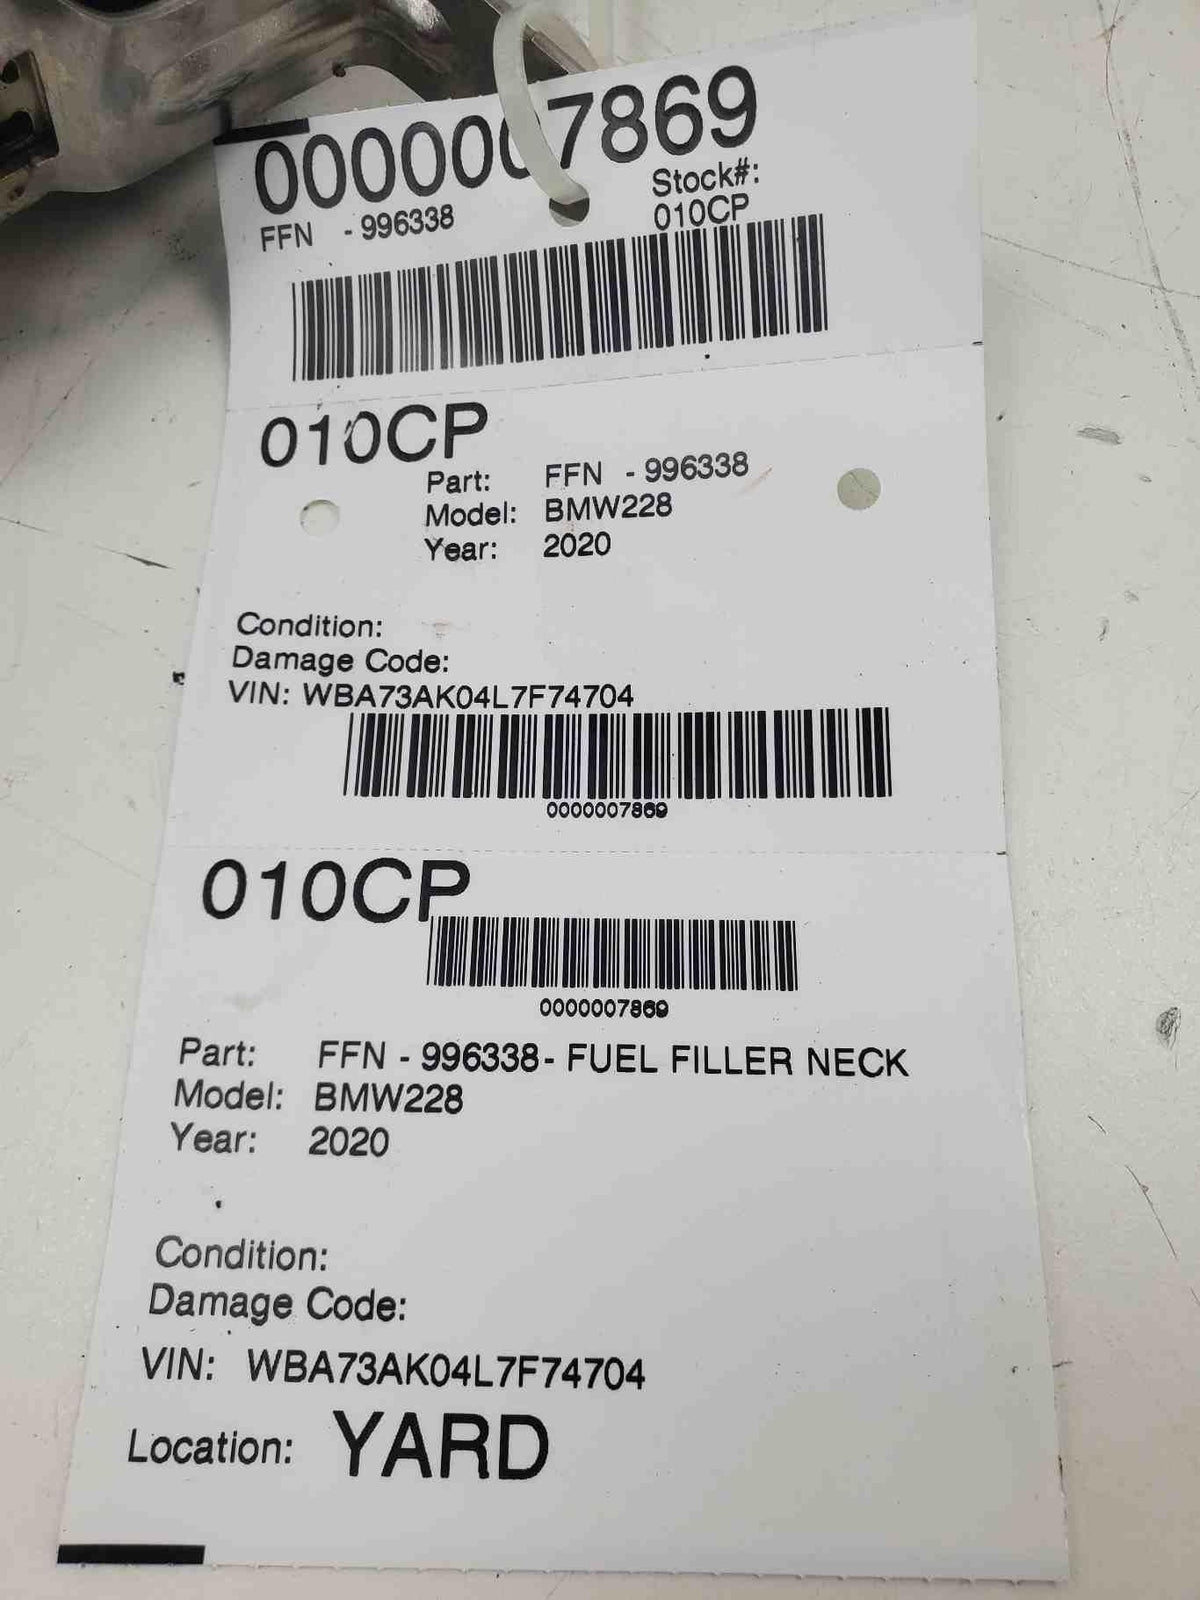 0000007869
FFN - 996338
Stock#:
010CP
010CP
Part: FFN - 996338
Model: BMW228
Year: 2020
Condition:
Damage Code:
VIN: WBA73AK04L7F74704
0000007869
010CP
0000007869
Part: FFN - 996338- FUEL FILLER NECK
Model: BMW228
Year: 2020
Condition:
Damage Code:
VIN: WBA73AK04L7F74704
Location: YARD